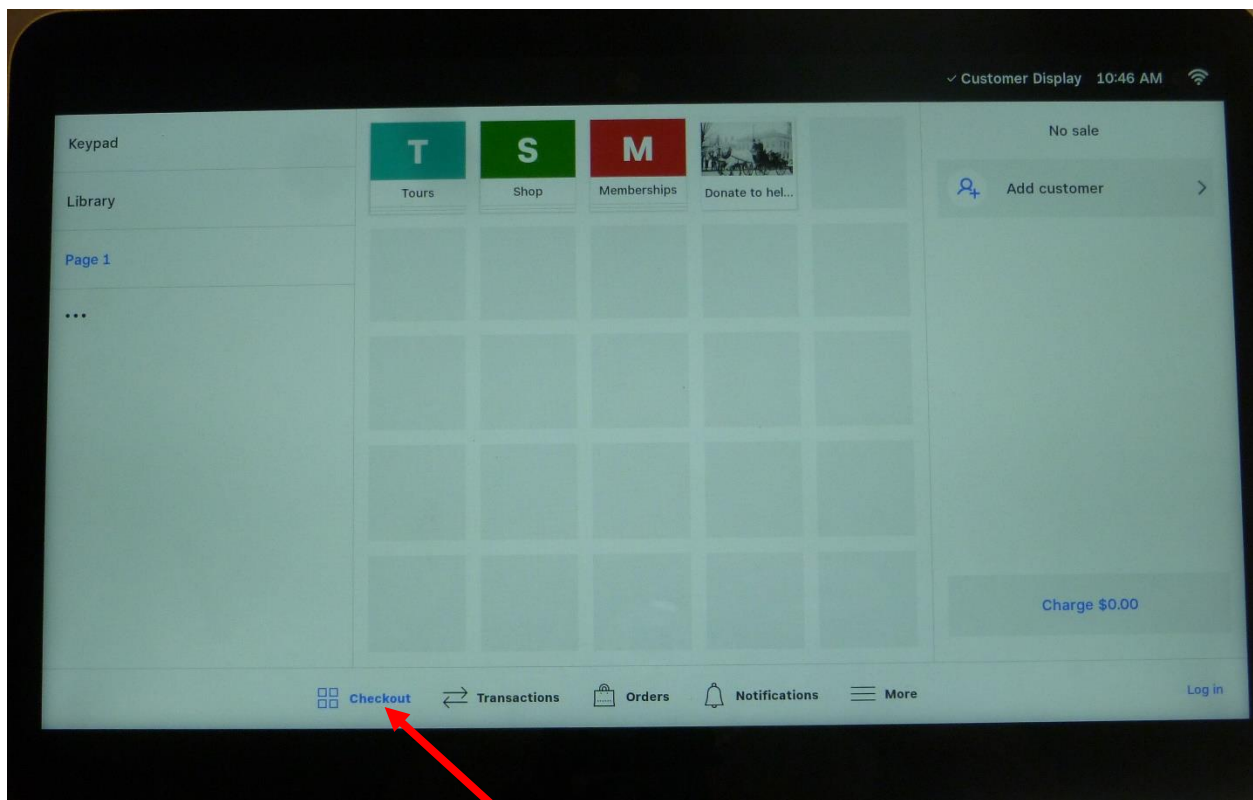 ✓ Customer Display 10:46 AM
Keypad
Library
Page 1
•••
T
Tours
S
Shop
M
Memberships
Donate to hel...
No sale
Add customer
Charge $0.00
Checkout
Transactions
Orders
Notifications
More
Log in